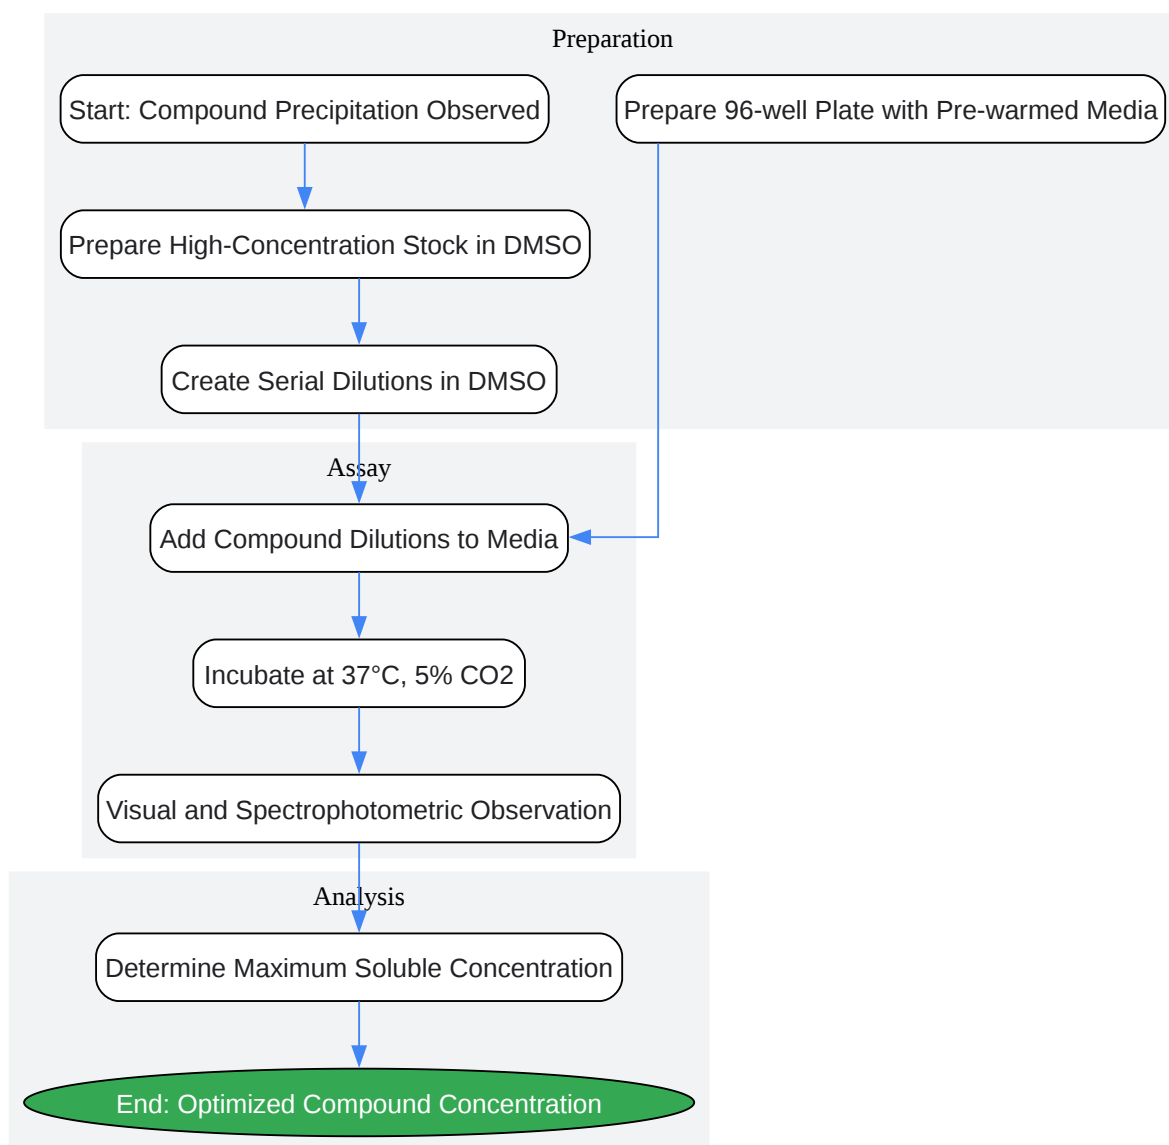 Preparation
Start: Compound Precipitation Observed
Prepare 96-well Plate with Pre-warmed Media
Prepare High-Concentration Stock in DMSO
Create Serial Dilutions in DMSO
Assay
Add Compound Dilutions to Media
Incubate at 37°C, 5% CO2
Visual and Spectrophotometric Observation
Analysis
Determine Maximum Soluble Concentration
End: Optimized Compound Concentration